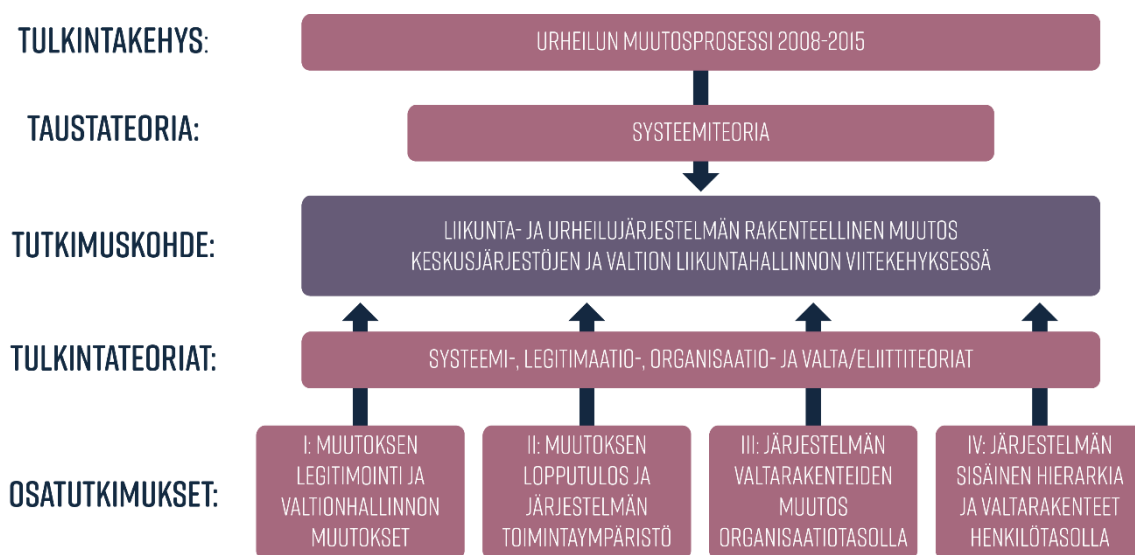 TULKINTAKEHYS:
URHEILUN MUUTOSPROSESSI 2008-2015
TAUSTATEORIA:
SYSTEEMITEORIA
TUTKIMUSKOHDE:
LIIKUNTA- JA URHEILUJÄRJESTELMÄN RAKENTEELLINEN MUUTOS
KESKUSJÄRJESTÖJEN JA VALTION LIIKUNTAHALLINNON VIITEKEHYKSESSÄ
TULKINTATEORIAT:
SYSTEEMI-, LEGITIMAATIO-, ORGANISAATIO- JA VALTA/ELIITTITEORIAT
OSATUTKIMUKSET:
I: MUUTOKSEN
LEGITIMOINTI JA
VALTIONHALLINNON
MUUTOKSET
II: MUUTOKSEN
LOPPUTULOS JA
JÄRJESTELMÄN
TOIMINTAYMPÄRISTÖ
III: JÄRJESTELMÄN
VALTARAKENTEIDEN
MUUTOS
ORGANISAATIOTASOLLA
IV: JÄRJESTELMÄN
SISÄINEN HIERARKIA
JA VALTARAKENTEET
HENKILÖTASOLLA